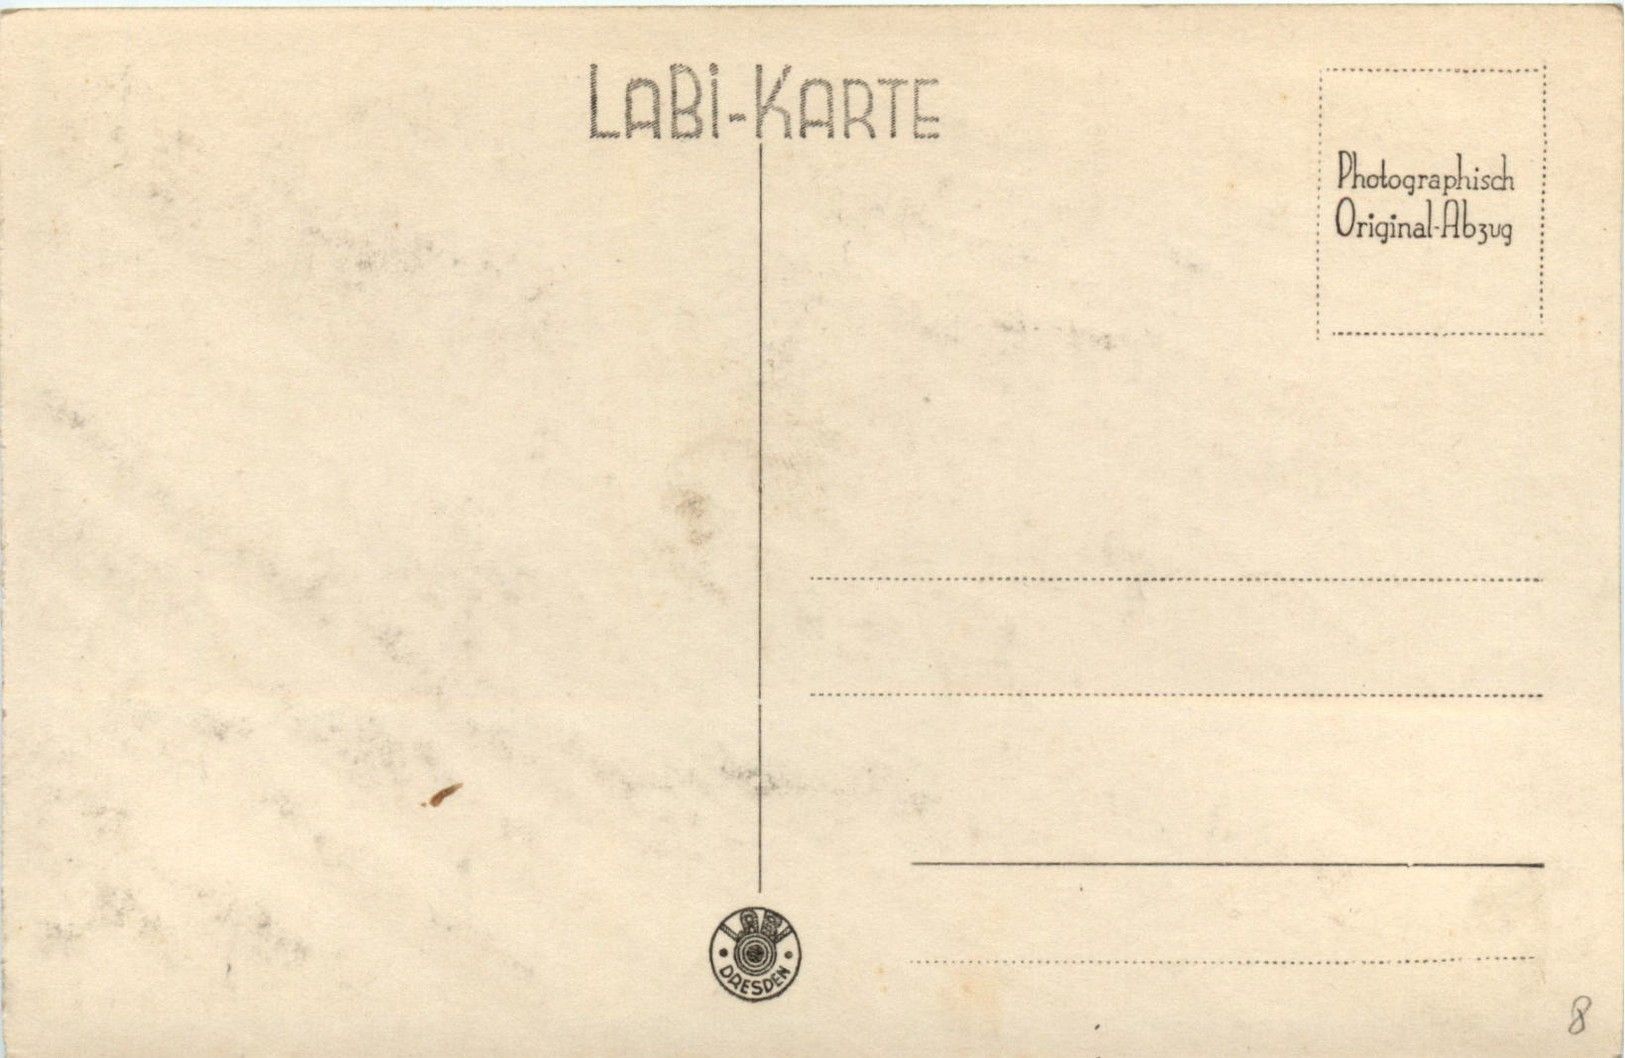 LABi-KARTE
Photographisch
Original-Abzug
LABI
DRESDEN
8